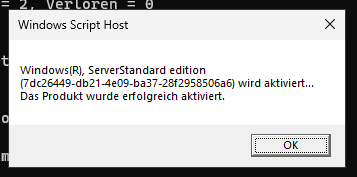 = 2, Verloren = 0
Windows Script Host
Windows(R), ServerStandard edition
(7dc26449-db21-4e09-ba37-28f2958506a6) wird aktiviert...
Das Produkt wurde erfolgreich aktiviert.
OK